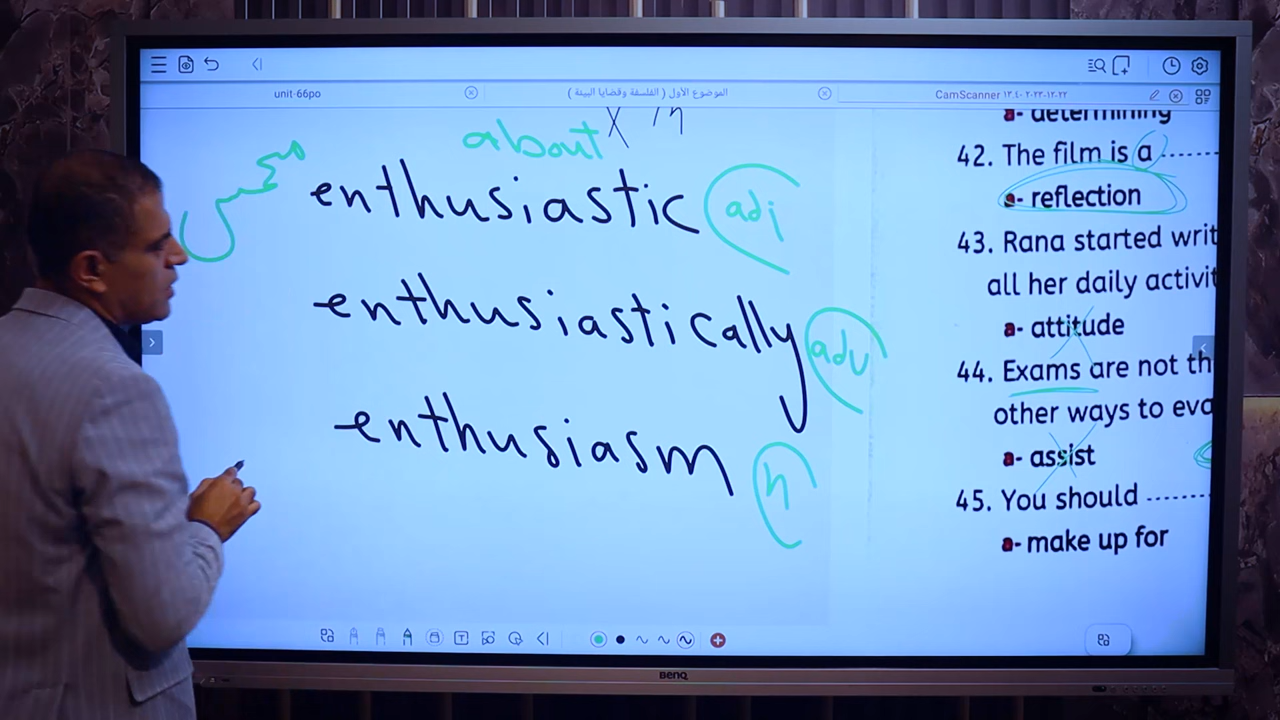 unit-66po
الموضوع الأول ( الفلسفة وقضايا البيئة )
CamScanner
about
enthusiastic adj
enthusiastically adv
enthusiasm n
a- determining
42. The film is a
a- reflection
43. Rana started writ
all her daily activit
a- attitude
44. Exams are not th
other ways to eva
a- assist
45. You should
a- make up for
BENQ